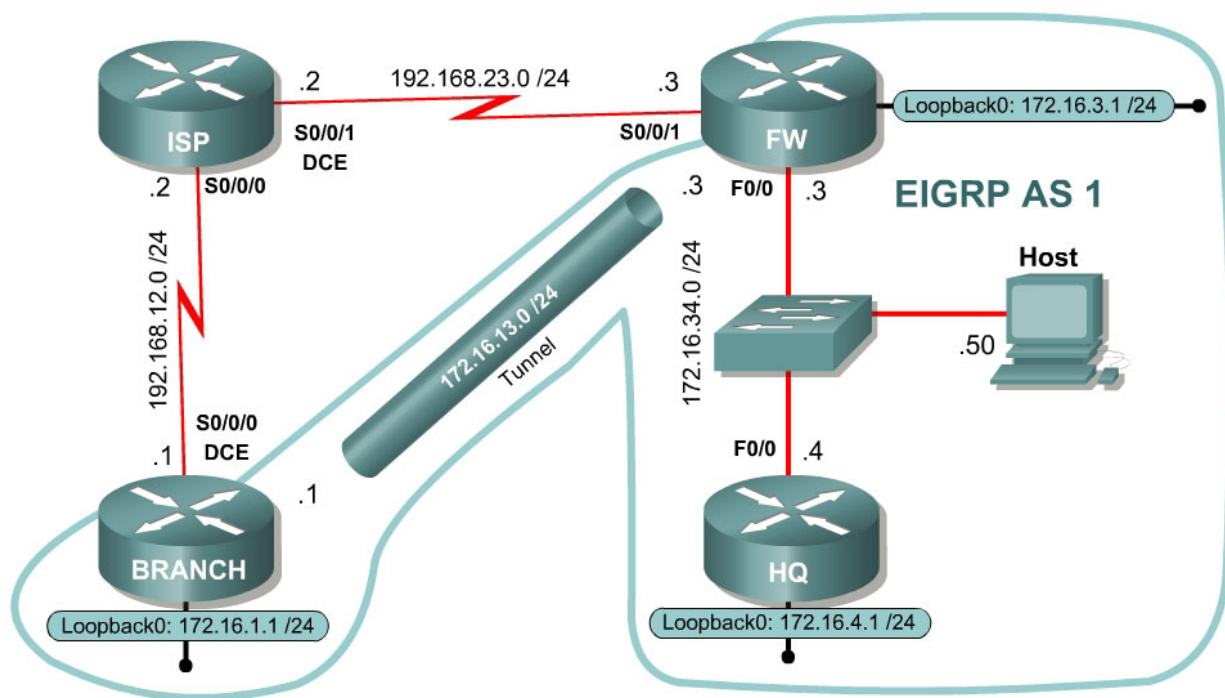 .2
192.168.23.0 /24
.3
Loopback0: 172.16.3.1 /24
ISP
S0/0/1
DCE
S0/0/1
FW
.2
S0/0/0
.3
F0/0
.3
EIGRP AS 1
192.168.12.0 /24
172.16.13.0 /24
Tunnel
172.16.34.0 /24
Host
.50
S0/0/0
DCE
.1
.1
F0/0
.4
BRANCH
HQ
Loopback0: 172.16.1.1 /24
Loopback0: 172.16.4.1 /24